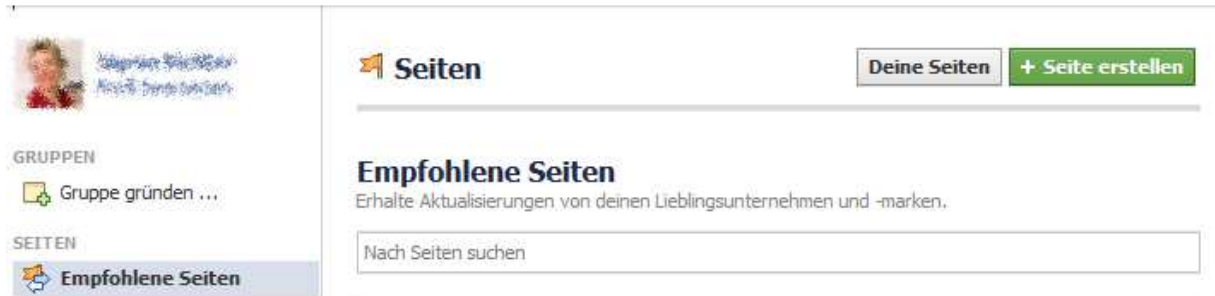 GRUPPEN
Gruppe gründen ...
SEITEN
Empfohlene Seiten
Seiten
Deine Seiten
+ Seite erstellen
Empfohlene Seiten
Erhalte Aktualisierungen von deinen Lieblingsunternehmen und -marken.
Nach Seiten suchen